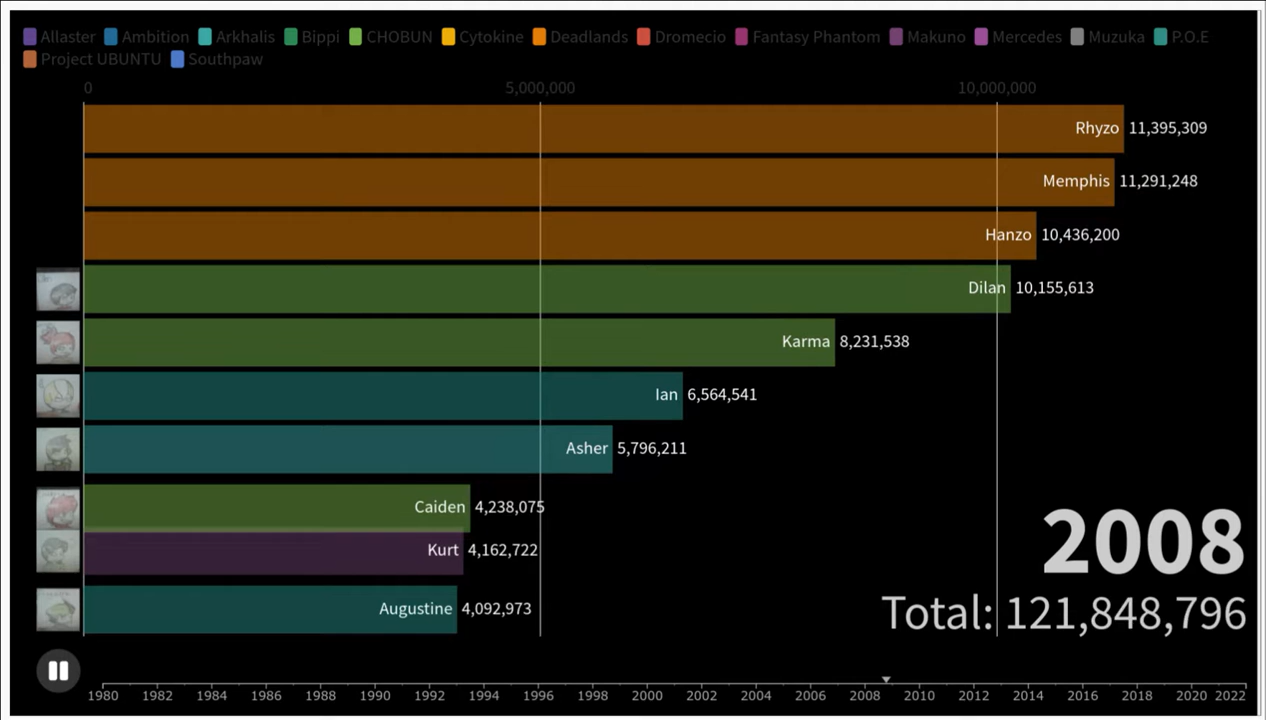 Allaster Ambition Arkhalis Bippi CHOBUN Cytokine Deadlands Dromecio Fantasy Phantom Makuno Mercedes Muzuka P.O.E
Project UBUNTU Southpaw
0 5,000,000 10,000,000
Rhyzo 11,395,309
Memphis 11,291,248
Hanzo 10,436,200
Dilan 10,155,613
Karma 8,231,538
Ian 6,564,541
Asher 5,796,211
Caiden 4,238,075
Kurt 4,162,722
Augustine 4,092,973
2008
Total: 121,848,796
1980 1982 1984 1986 1988 1990 1992 1994 1996 1998 2000 2002 2004 2006 2008 2010 2012 2014 2016 2018 2020 2022